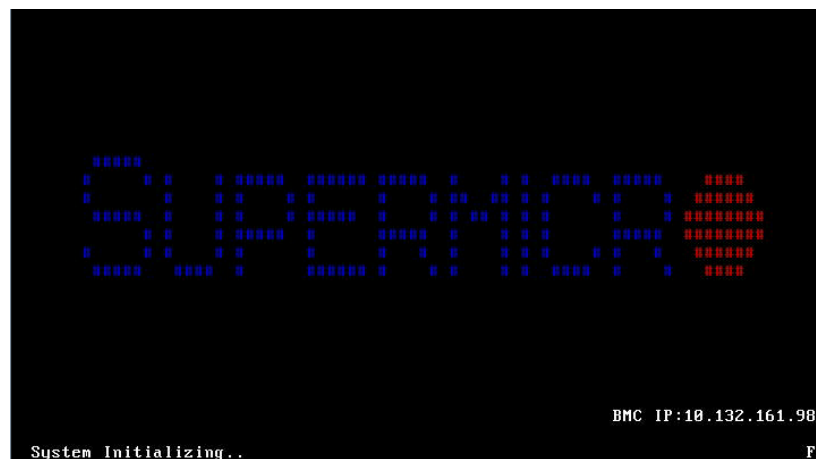 SUPERMICRO
BMC IP:10.132.161.98
System Initializing..
F